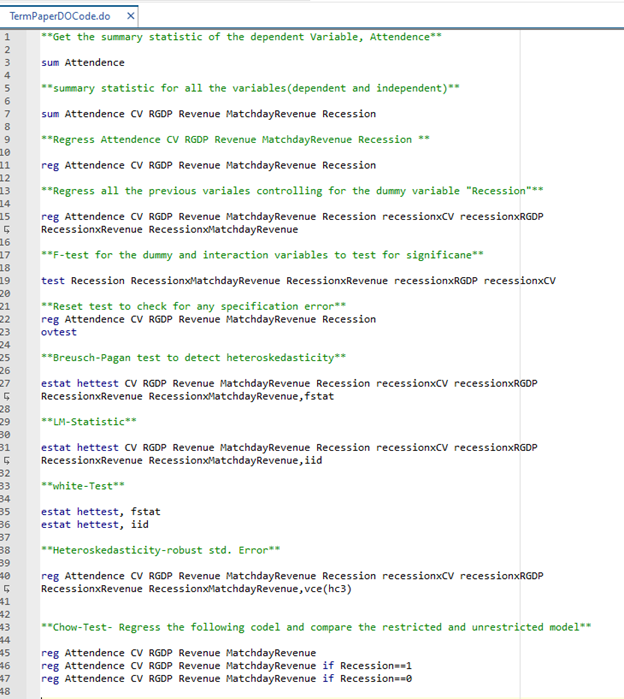 TermPaperDOCode.do ×
1 **Get the summary statistic of the dependent Variable, Attendence**
2
3 sum Attendence
4
5 **summary statistic for all the variables(dependent and independent)**
6
7 sum Attendence CV RGDP Revenue MatchdayRevenue Recession
8
9 **Regress Attendence CV RGDP Revenue MatchdayRevenue Recession **
10
11 reg Attendence CV RGDP Revenue MatchdayRevenue Recession
12
13 **Regress all the previous variales controlling for the dummy variable "Recession"**
14
15 reg Attendence CV RGDP Revenue MatchdayRevenue Recession recessionxCV recessionxRGDP
RecessionxRevenue RecessionxMatchdayRevenue
16
17 **F-test for the dummy and interaction variables to test for significane**
18
19 test Recession RecessionxMatchdayRevenue RecessionxRevenue recessionxRGDP recessionxCV
20
21 **Reset test to check for any specification error**
22 reg Attendence CV RGDP Revenue MatchdayRevenue Recession
23 ovtest
24
25 **Breusch-Pagan test to detect heteroskedasticity**
26
27 estat hettest CV RGDP Revenue MatchdayRevenue Recession recessionxCV recessionxRGDP
RecessionxRevenue RecessionxMatchdayRevenue,fstat
28
29 **LM-Statistic**
30
31 estat hettest CV RGDP Revenue MatchdayRevenue Recession recessionxCV recessionxRGDP
RecessionxRevenue RecessionxMatchdayRevenue,iid
32
33 **white-Test**
34
35 estat hettest, fstat
36 estat hettest, iid
37
38 **Heteroskedasticity-robust std. Error**
39
40 reg Attendence CV RGDP Revenue MatchdayRevenue Recession recessionxCV recessionxRGDP
RecessionxRevenue RecessionxMatchdayRevenue,vce(hc3)
41
42
43 **Chow-Test- Regress the following codel and compare the restricted and unrestricted model**
44
45 reg Attendence CV RGDP Revenue MatchdayRevenue
46 reg Attendence CV RGDP Revenue MatchdayRevenue if Recession==1
47 reg Attendence CV RGDP Revenue MatchdayRevenue if Recession==0
48